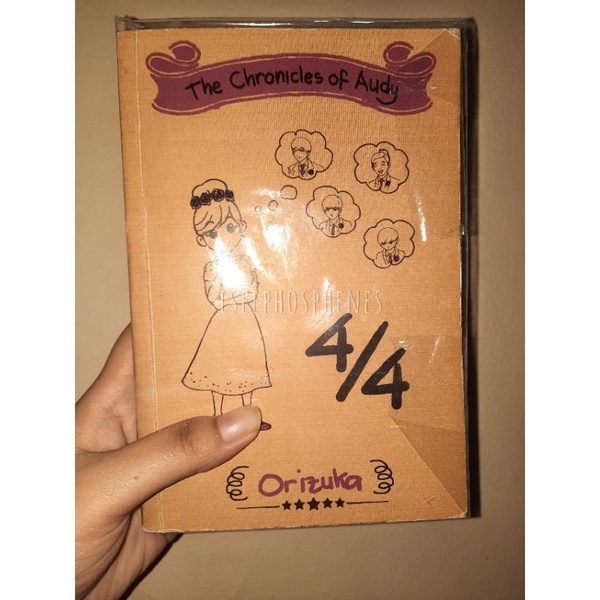 The Chronicles of Audy
4/4
Orizuka